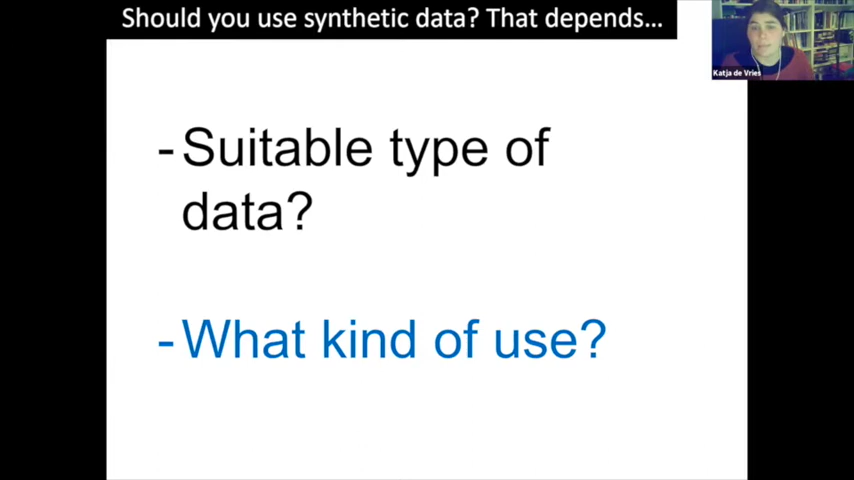 Should you use synthetic data? That depends...
Katja de Vries
- Suitable type of
data?
- What kind of use?